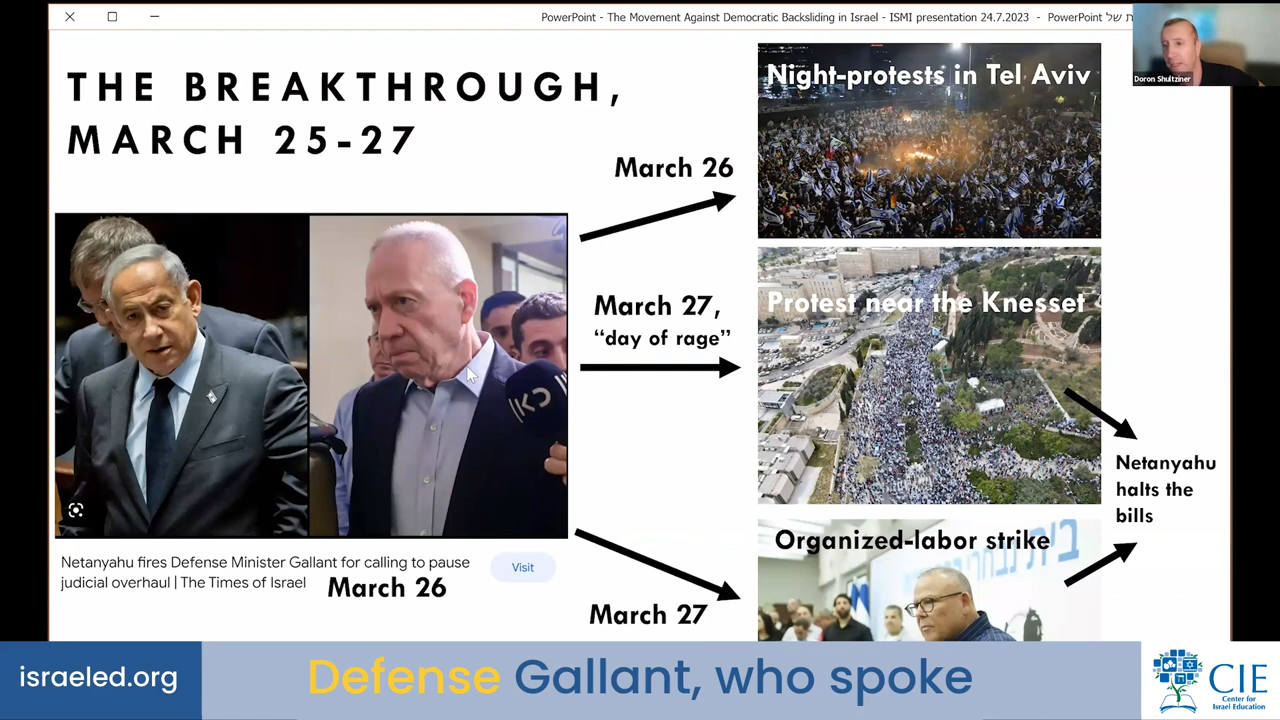 PowerPoint - The Movement Against Democratic Backsliding in Israel - ISMI presentation 24.7.2023 - PowerPoint
Doron Shultziner
THE BREAKTHROUGH,
MARCH 25-27
Night-protests in Tel Aviv
March 26
March 27,
“day of rage”
Protest near the Knesset
כאן
Netanyahu
halts the
bills
Organized-labor strike
Netanyahu fires Defense Minister Gallant for calling to pause
judicial overhaul | The Times of Israel
Visit
March 26
March 27
israeled.org
Defense Gallant, who spoke
CIE
Center for
Israel Education